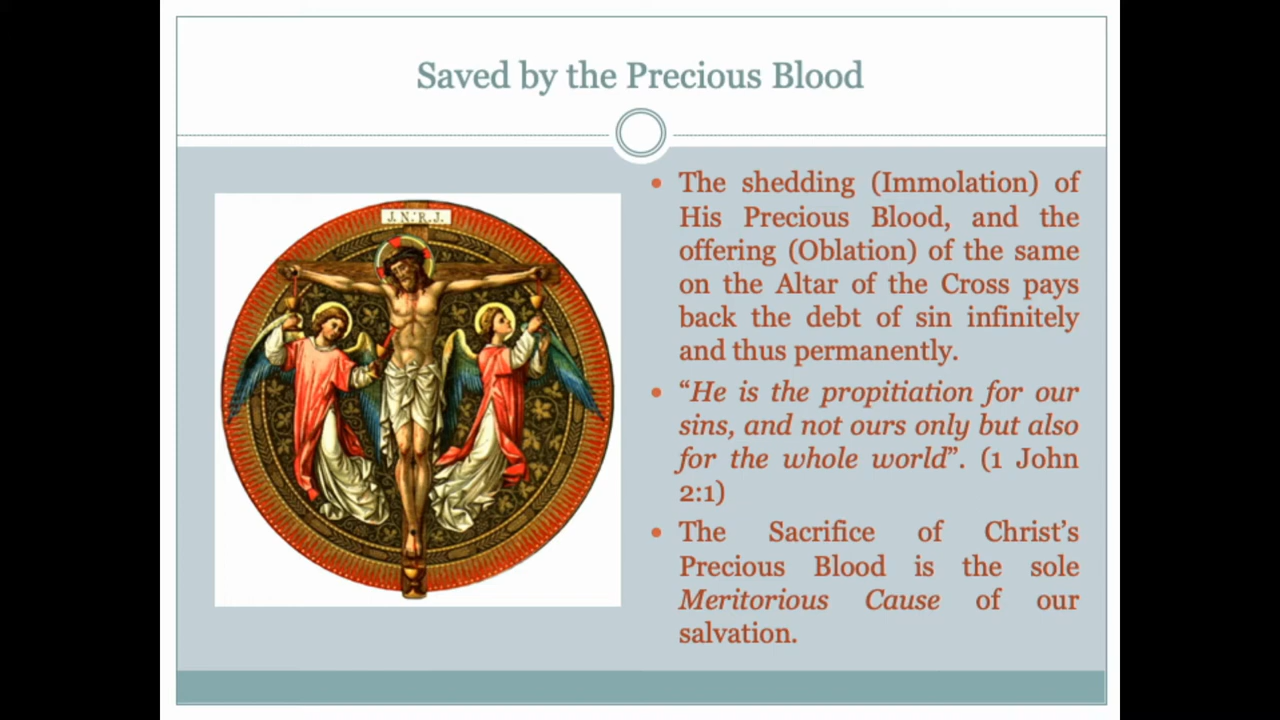 Saved by the Precious Blood
J.N.R.J.
• The shedding (Immolation) of
His Precious Blood, and the
offering (Oblation) of the same
on the Altar of the Cross pays
back the debt of sin infinitely
and thus permanently.
• “He is the propitiation for our
sins, and not ours only but also
for the whole world”. (1 John
2:1)
• The Sacrifice of Christ’s
Precious Blood is the sole
Meritorious Cause of our
salvation.